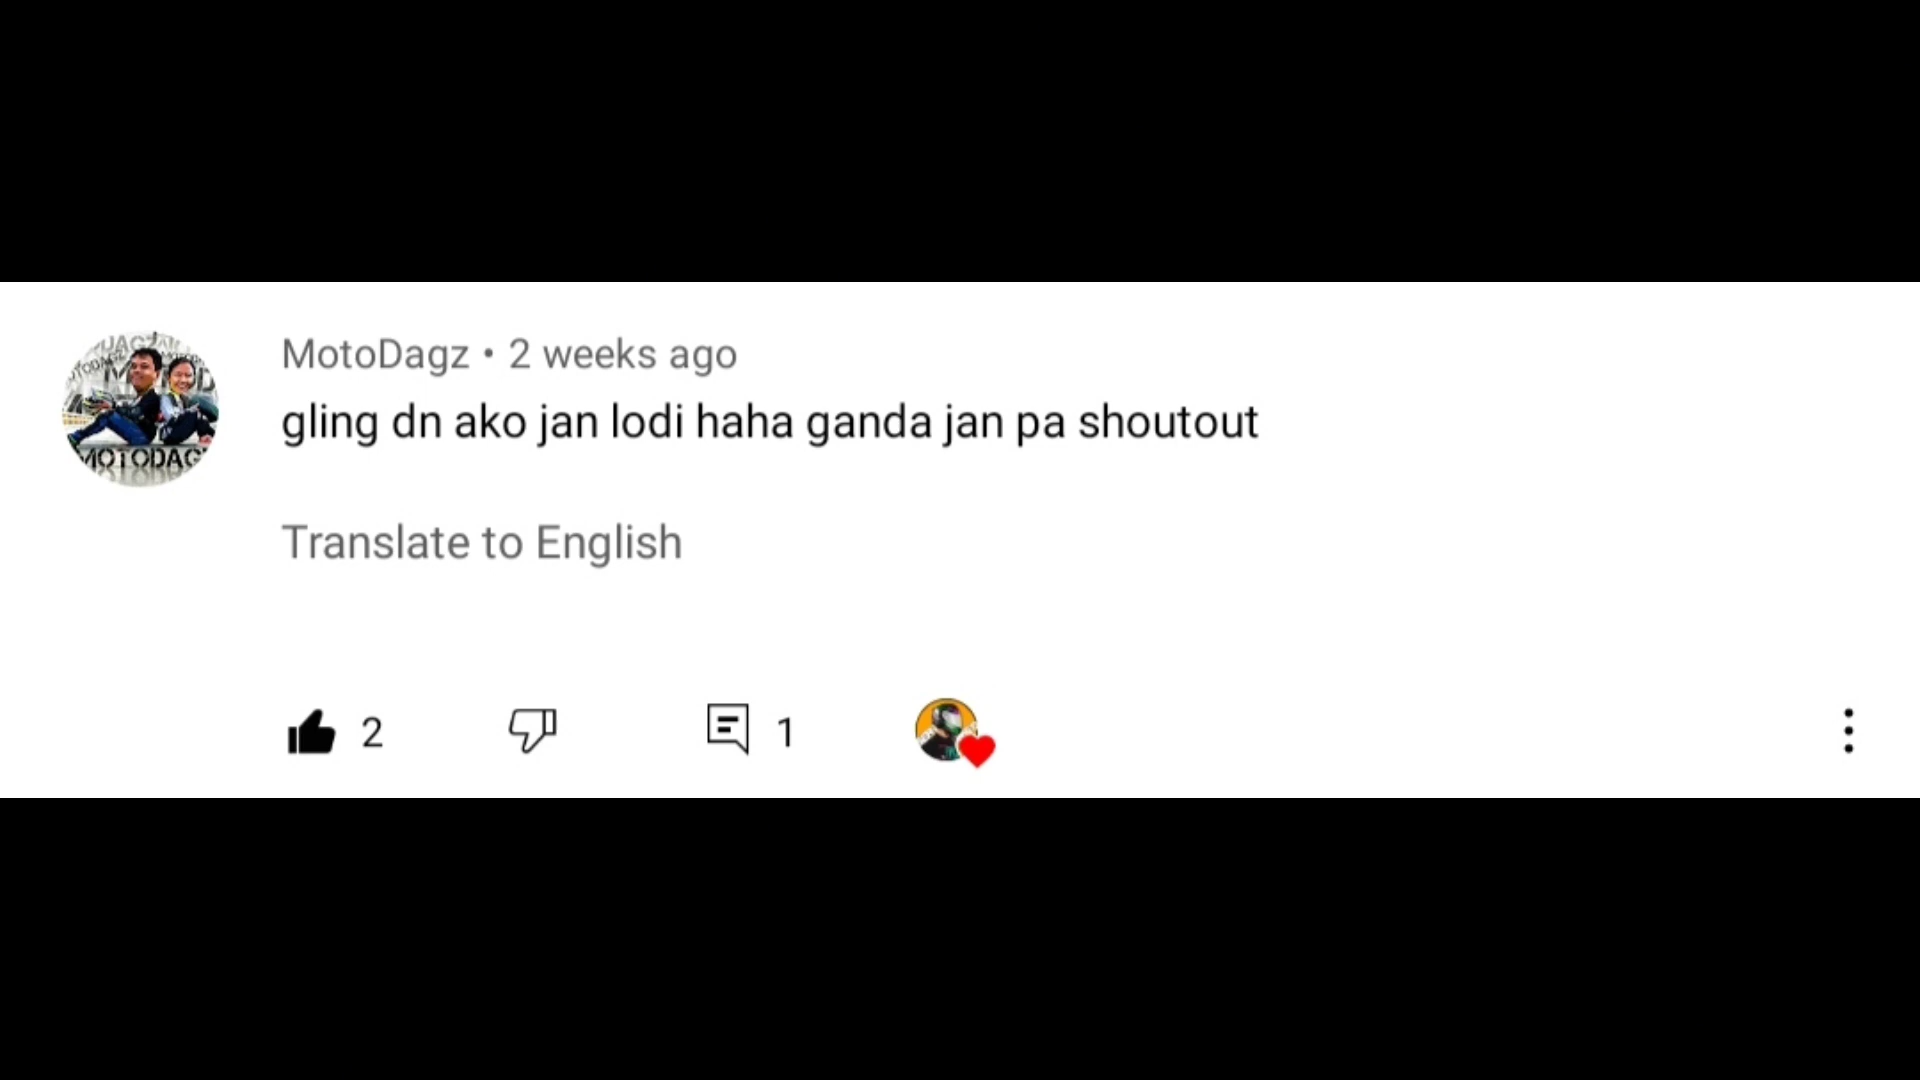 MotoDagz • 2 weeks ago
gling dn ako jan lodi haha ganda jan pa shoutout
MOTODAGZ
Translate to English
2
1